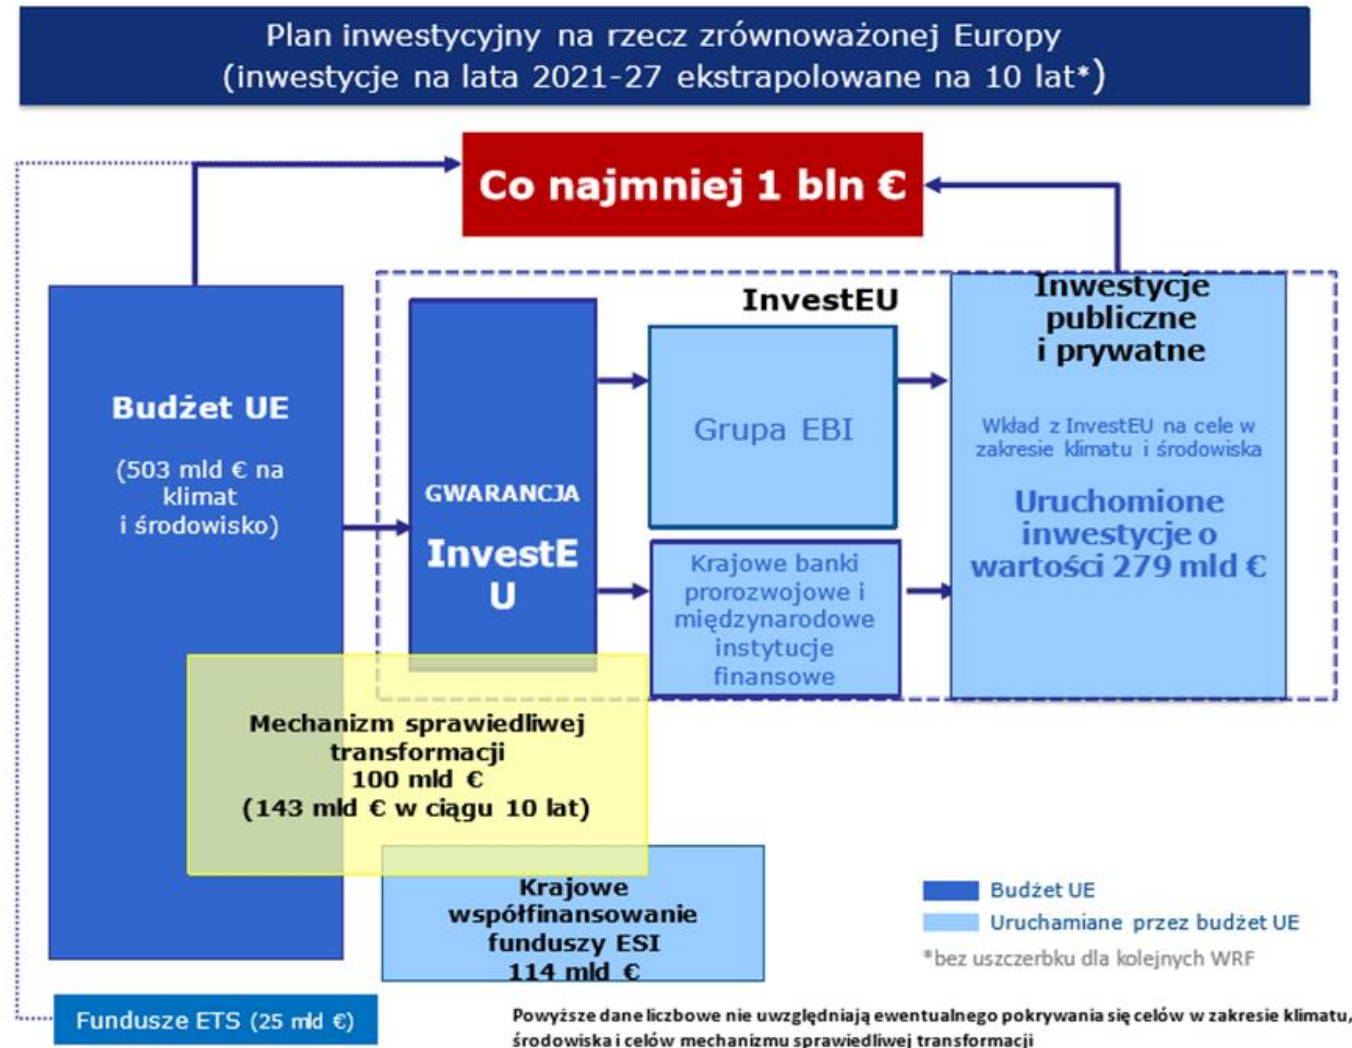 Plan inwestycyjny na rzecz zrównoważonej Europy
(inwestycje na lata 2021-27 ekstrapolowane na 10 lat*)
Co najmniej 1 bln €
Budżet UE
(503 mld € na
klimat
i środowisko)
InvestEU
GWARANCJA
InvestE
U
Grupa EBI
Krajowe banki
prorozwojowe i
międzynarodowe
instytucje
finansowe
Inwestycje
publiczne
i prywatne
Wkład z InvestEU na cele w
zakresie klimatu i środowiska
Uruchomione
inwestycje o
wartości 279 mld €
Mechanizm sprawiedliwej
transformacji
100 mld €
(143 mld € w ciągu 10 lat)
Krajowe
współfinansowanie
funduszy ESI
114 mld €
Budżet UE
Uruchamiane przez budżet UE
*bez uszczerbku dla kolejnych WRF
Fundusze ETS (25 mld €)
Powyższe dane liczbowe nie uwzględniają ewentualnego pokrywania się celów w zakresie klimatu,
środowiska i celów mechanizmu sprawiedliwej transformacji